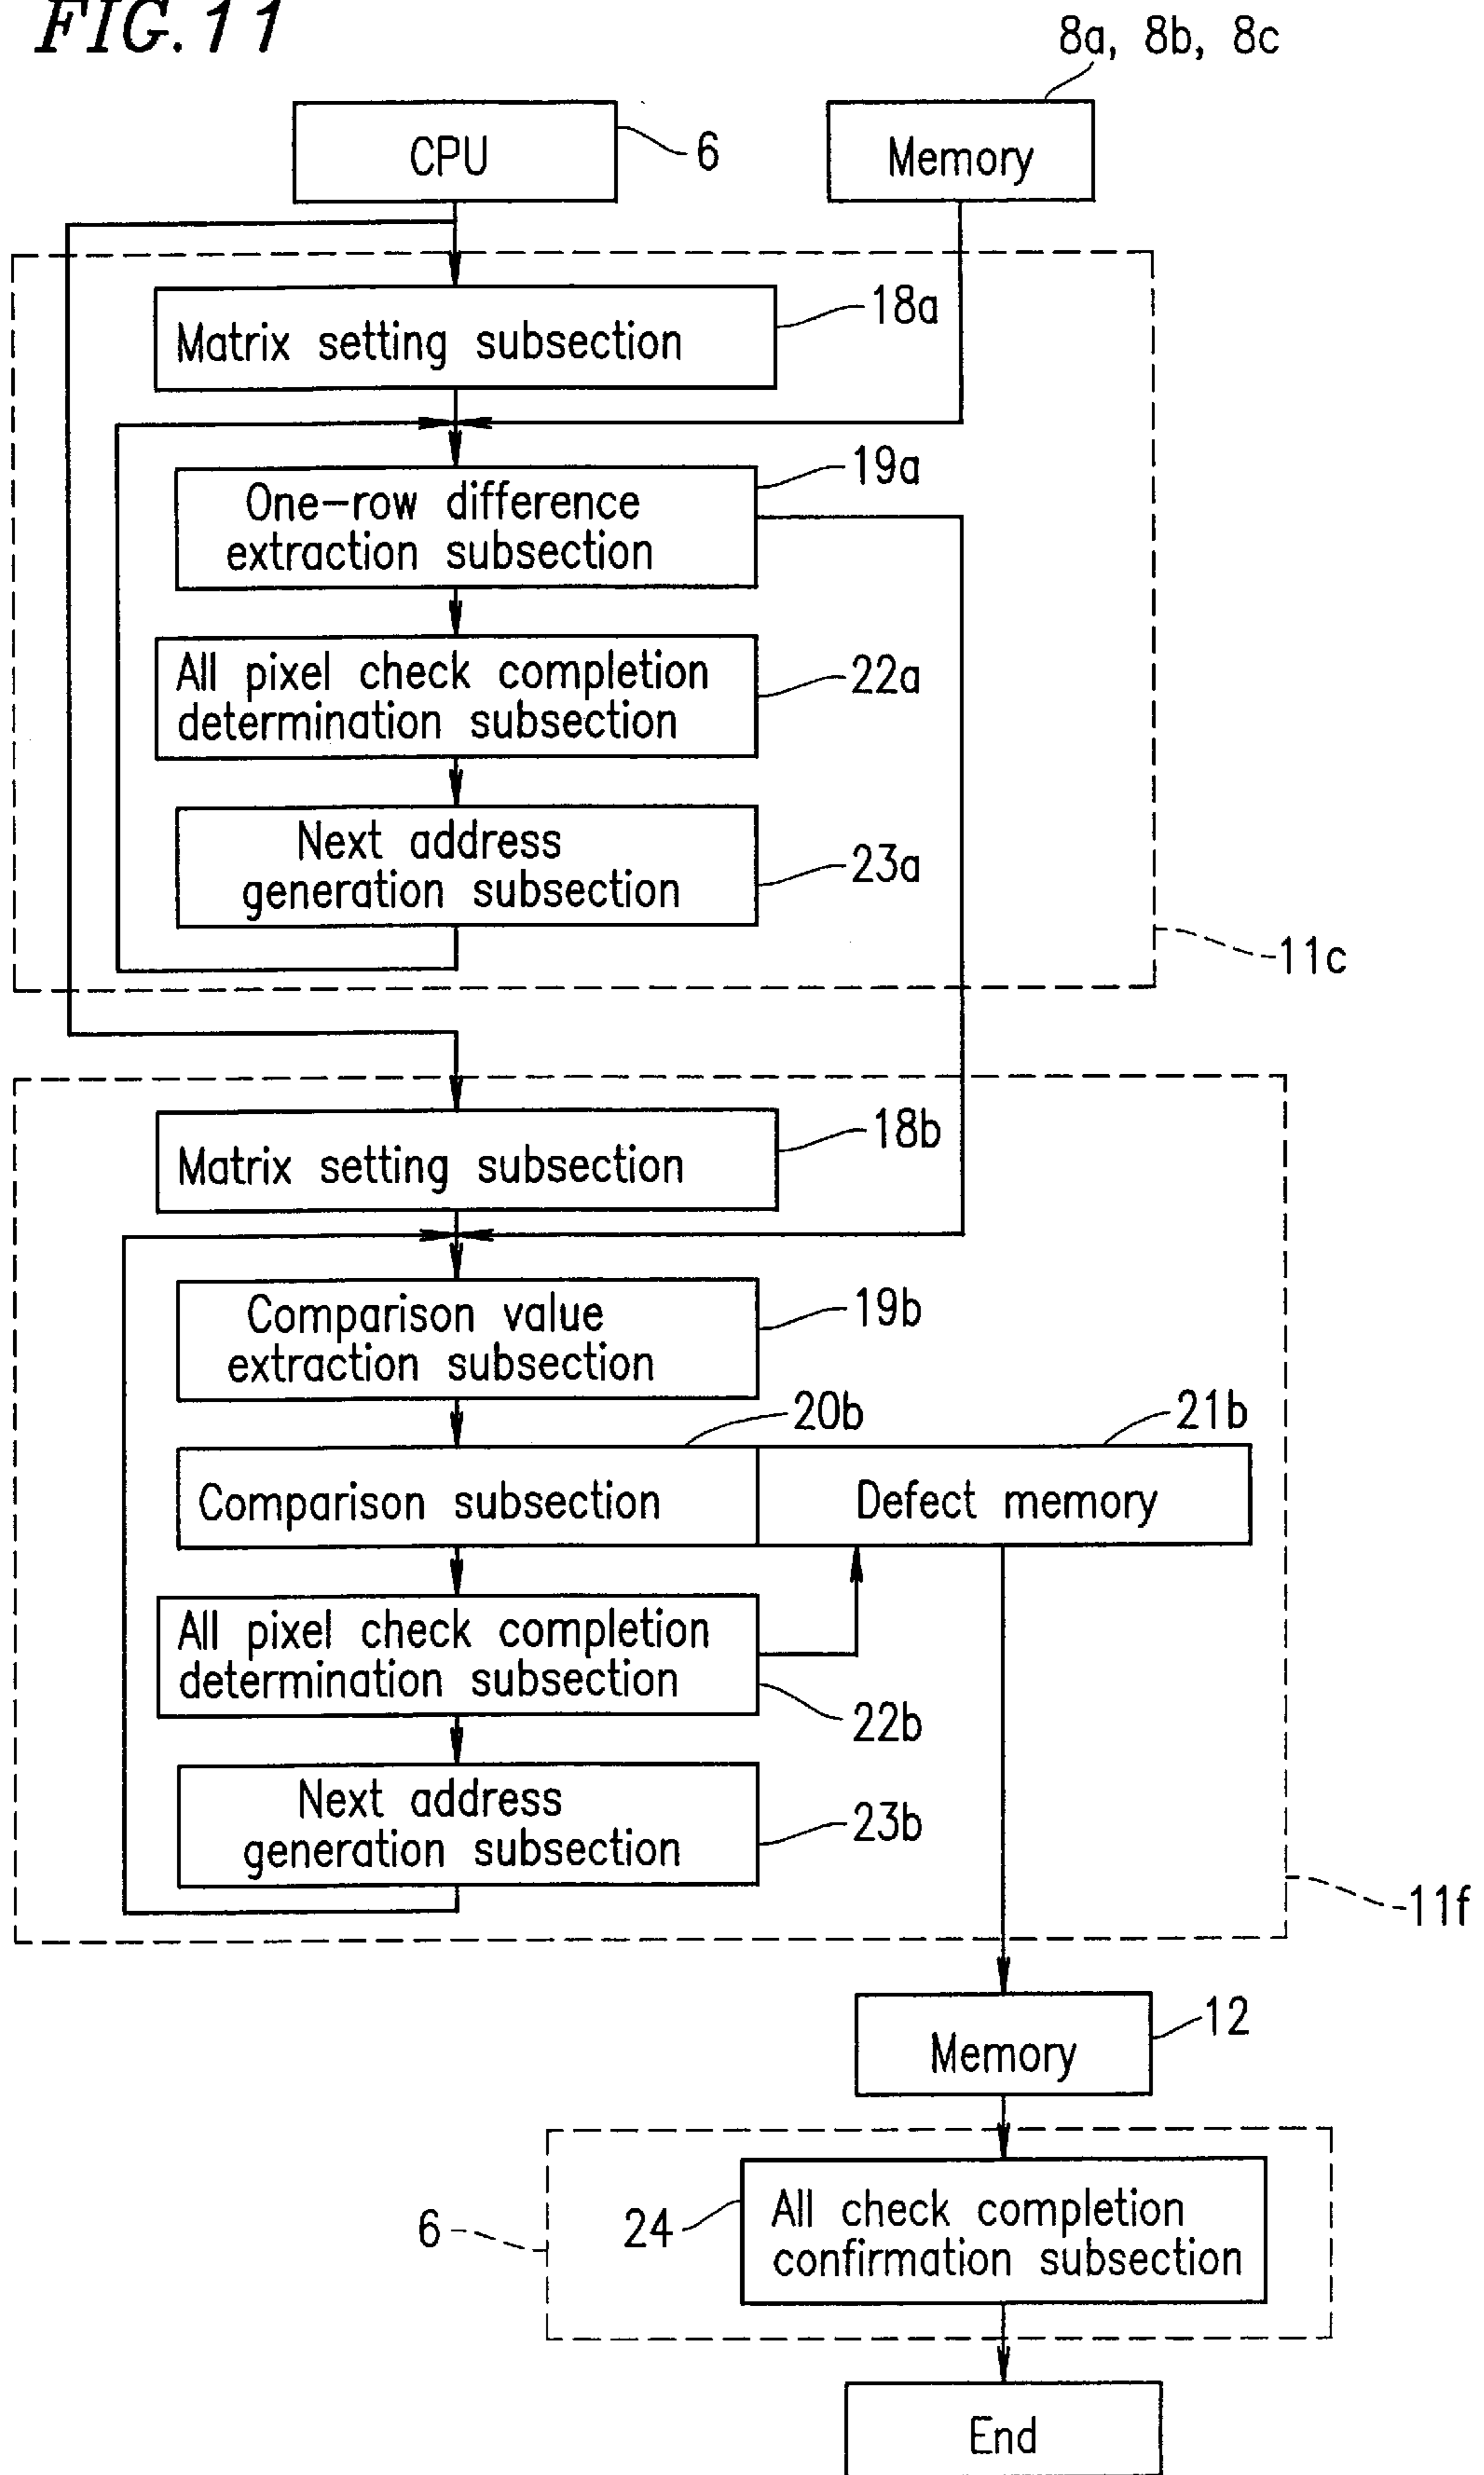 FIG. 11
8a, 8b, 8c
CPU
6
Memory
Matrix setting subsection
18a
One-row difference
extraction subsection
19a
All pixel check completion
determination subsection
22a
Next address
generation subsection
23a
11c
Matrix setting subsection
18b
Comparison value
extraction subsection
19b
20b
21b
Comparison subsection
Defect memory
All pixel check completion
determination subsection
22b
Next address
generation subsection
23b
11f
Memory
12
6
24
All check completion
confirmation subsection
End